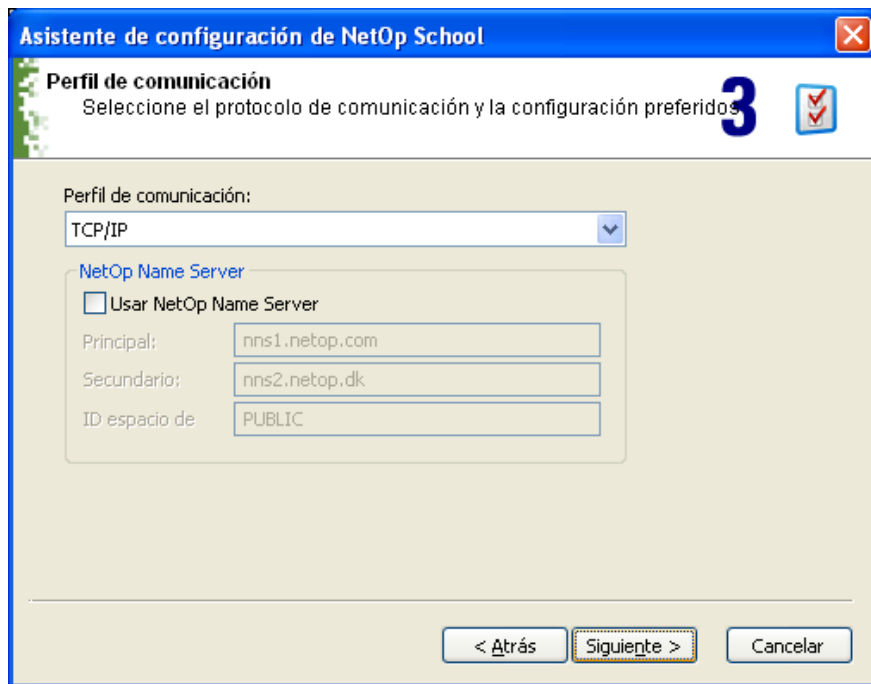 Asistente de configuración de NetOp School
Perfil de comunicación
Seleccione el protocolo de comunicación y la configuración preferidos
3
Perfil de comunicación:
TCP/IP
NetOp Name Server
Usar NetOp Name Server
Principal: nns1.netop.com
Secundario: nns2.netop.dk
ID espacio de PUBLIC
< Atrás Siguiente > Cancelar